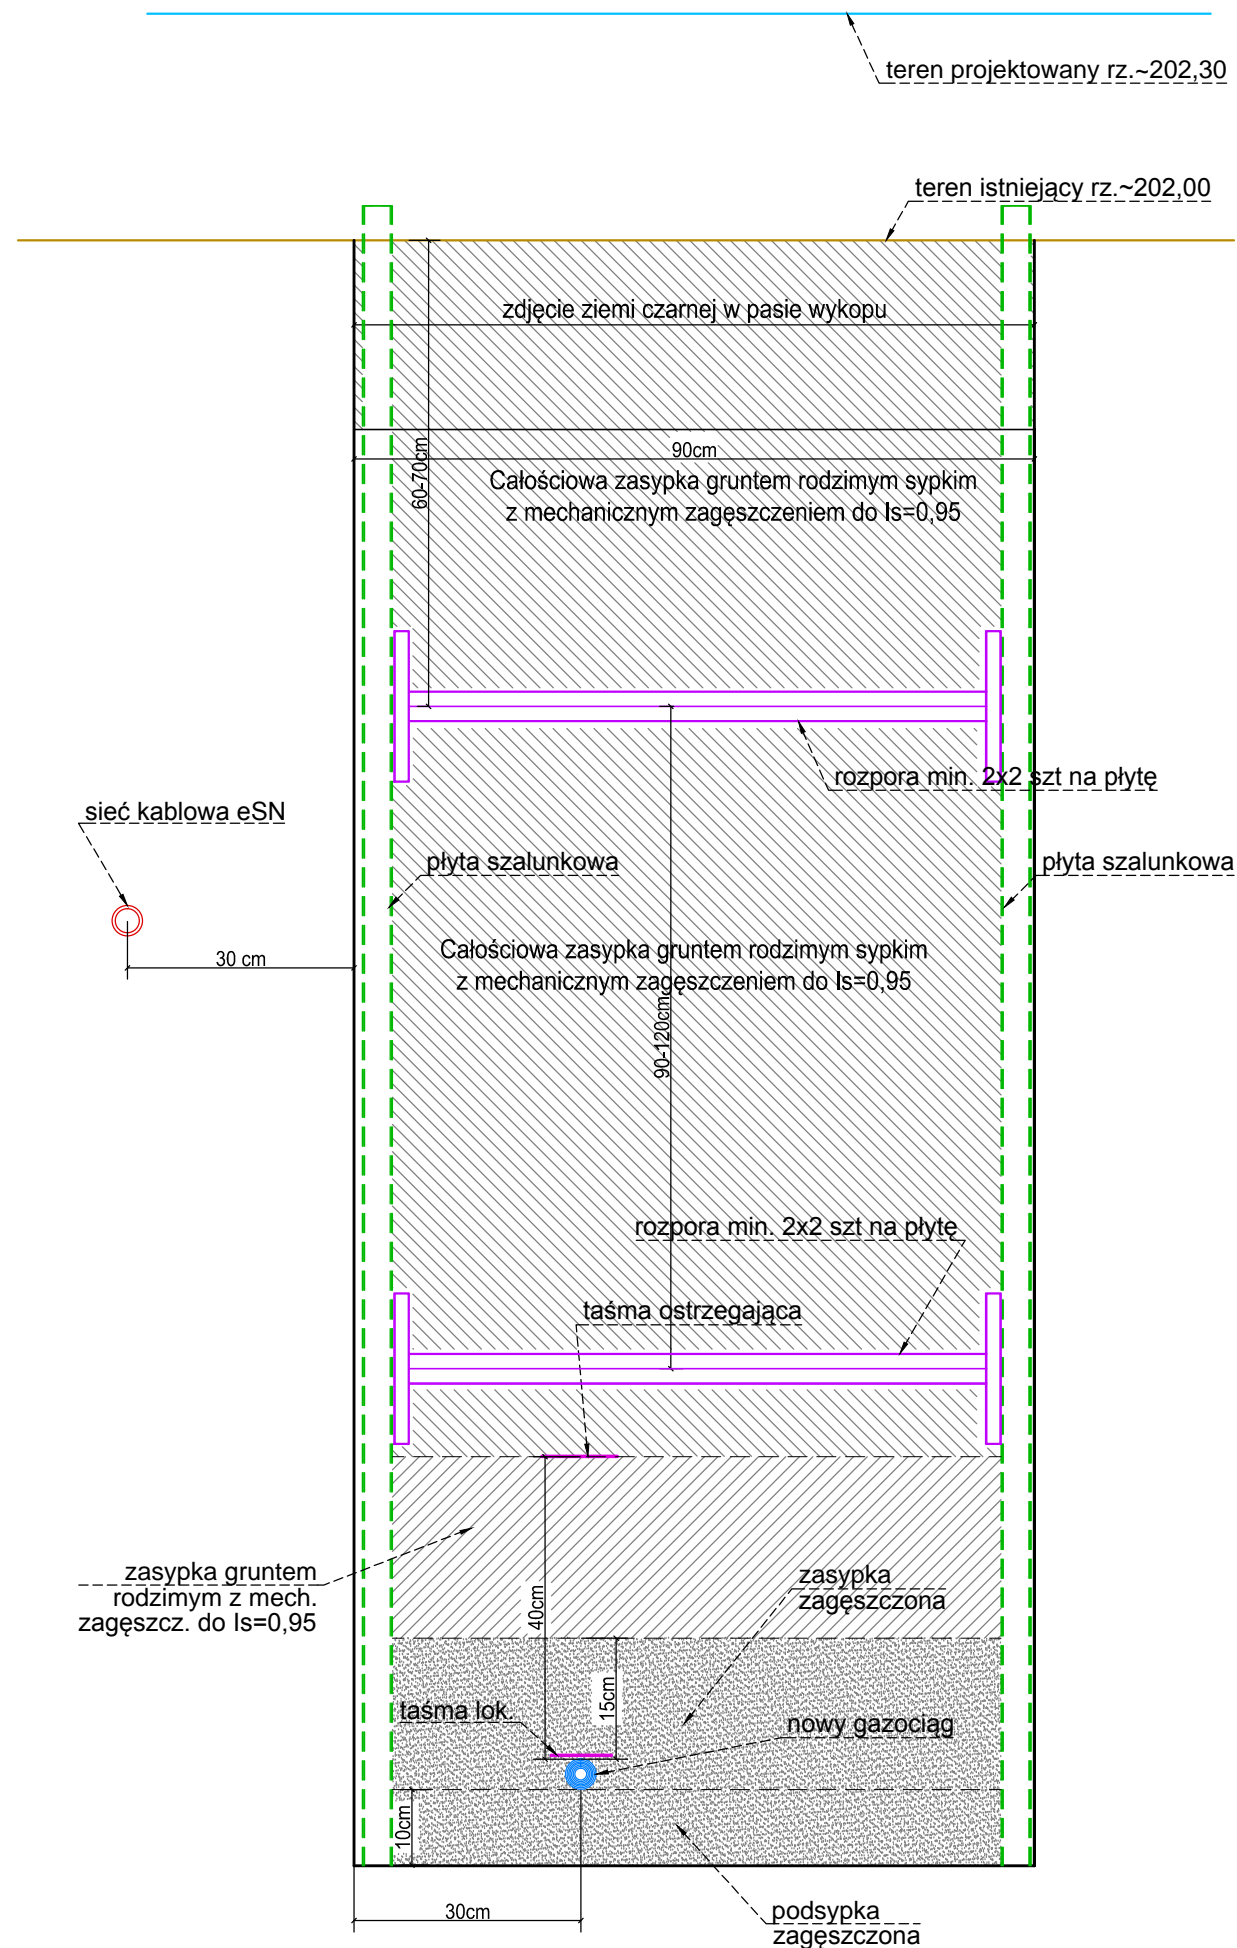 teren projektowany rz.~202,30
teren istniejący rz.~202,00
zdjęcie ziemi czarnej w pasie wykopu
60-70cm
90cm
Całościowa zasypka gruntem rodzimym sypkim
z mechanicznym zagęszczeniem do Is=0,95
rozpora min. 2x2 szt na płytę
sieć kablowa eSN
płyta szalunkowa
płyta szalunkowa
30 cm
Całościowa zasypka gruntem rodzimym sypkim
z mechanicznym zagęszczeniem do Is=0,95
90-120cm
rozpora min. 2x2 szt na płytę
taśma ostrzegająca
zasypka gruntem
rodzimym z mech.
zagęszcz. do Is=0,95
40cm
zasypka
zagęszczona
15cm
taśma lok.
nowy gazociąg
10cm
30cm
podsypka
zagęszczona